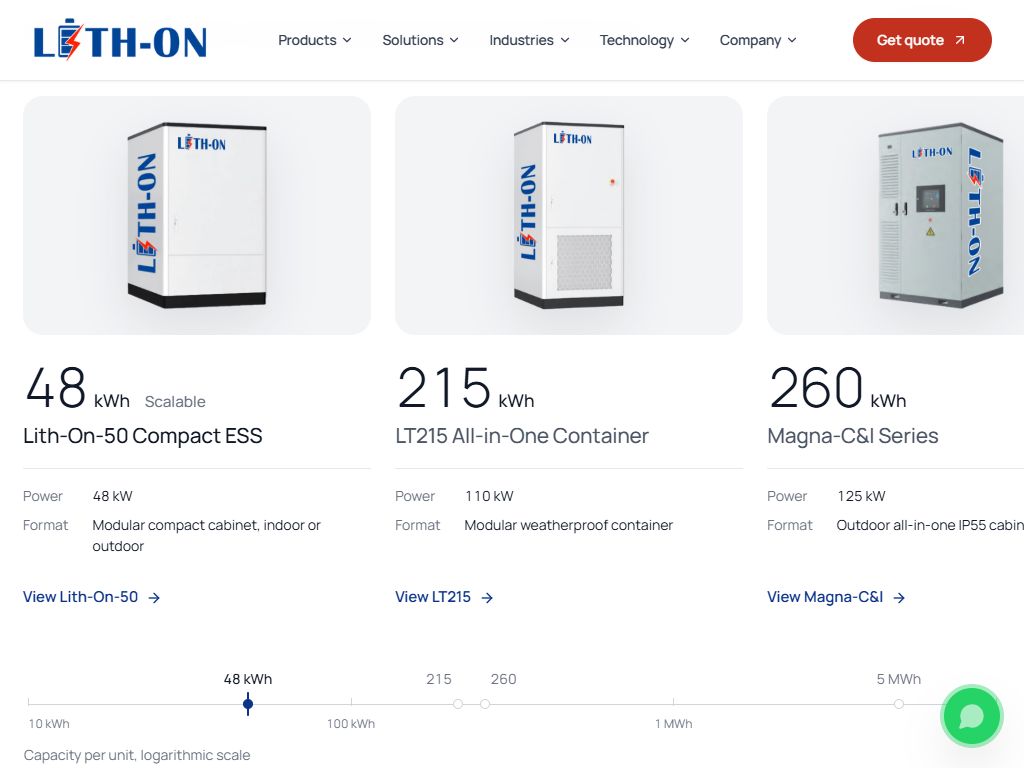 LITH-ON
Products
Solutions
Industries
Technology
Company
Get quote
LITH-ON
LITH-ON
LITH-ON
LITH-ON
LITH-ON
LITH-ON
48 kWh Scalable
Lith-On-50 Compact ESS
Power 48 kW
Format Modular compact cabinet, indoor or
outdoor
View Lith-On-50
215 kWh
LT215 All-in-One Container
Power 110 kW
Format Modular weatherproof container
View LT215
260 kWh
Magna-C&I Series
Power 125 kW
Format Outdoor all-in-one IP55 cabin
View Magna-C&I
48 kWh
215
260
5 MWh
10 kWh
100 kWh
1 MWh
Capacity per unit, logarithmic scale